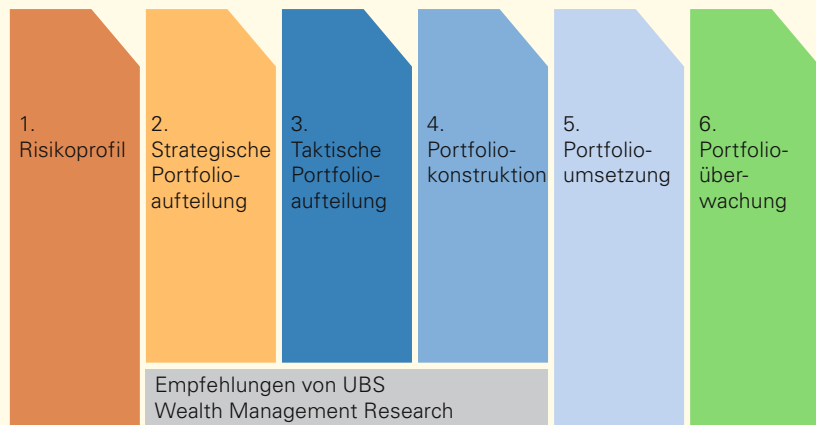 1.
Risikoprofil
2.
Strategische
Portfolio-
aufteilung
3.
Taktische
Portfolio-
aufteilung
4.
Portfolio-
konstruktion
5.
Portfolio-
umsetzung
6.
Portfolio-
über-
wachung
Empfehlungen von UBS
Wealth Management Research